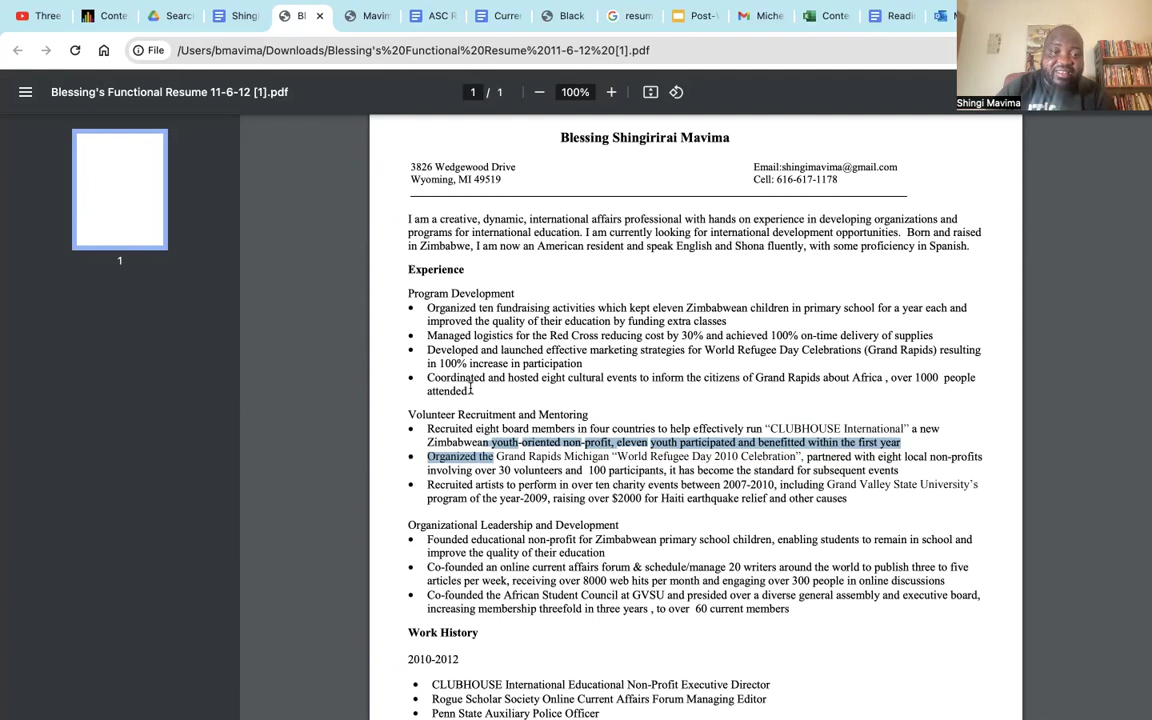 Three
Conte
Searc
Shing
Bl
Mavim
ASC R
Curre
Black
resum
Post-V
Miche
Conte
Readi
M
File
/Users/bmavima/Downloads/Blessing's%20Functional%20Resume%2011-6-12%20[1].pdf
Blessing's Functional Resume 11-6-12 [1].pdf
1 / 1
100%
Shingi Mavima
1
Blessing Shingirirai Mavima
3826 Wedgewood Drive
Email:shingimavima@gmail.com
Wyoming, MI 49519
Cell: 616-617-1178
I am a creative, dynamic, international affairs professional with hands on experience in developing organizations and
programs for international education. I am currently looking for international development opportunities. Born and raised
in Zimbabwe, I am now an American resident and speak English and Shona fluently, with some proficiency in Spanish.
Experience
Program Development
• Organized ten fundraising activities which kept eleven Zimbabwean children in primary school for a year each and
improved the quality of their education by funding extra classes
• Managed logistics for the Red Cross reducing cost by 30% and achieved 100% on-time delivery of supplies
• Developed and launched effective marketing strategies for World Refugee Day Celebrations (Grand Rapids) resulting
in 100% increase in participation
• Coordinated and hosted eight cultural events to inform the citizens of Grand Rapids about Africa , over 1000 people
attended
Volunteer Recruitment and Mentoring
• Recruited eight board members in four countries to help effectively run “CLUBHOUSE International” a new
Zimbabwean youth-oriented non-profit, eleven youth participated and benefitted within the first year
• Organized the Grand Rapids Michigan “World Refugee Day 2010 Celebration”, partnered with eight local non-profits
involving over 30 volunteers and 100 participants, it has become the standard for subsequent events
• Recruited artists to perform in over ten charity events between 2007-2010, including Grand Valley State University’s
program of the year-2009, raising over $2000 for Haiti earthquake relief and other causes
Organizational Leadership and Development
• Founded educational non-profit for Zimbabwean primary school children, enabling students to remain in school and
improve the quality of their education
• Co-founded an online current affairs forum & schedule/manage 20 writers around the world to publish three to five
articles per week, receiving over 8000 web hits per month and engaging over 300 people in online discussions
• Co-founded the African Student Council at GVSU and presided over a diverse general assembly and executive board,
increasing membership threefold in three years , to over 60 current members
Work History
2010-2012
• CLUBHOUSE International Educational Non-Profit Executive Director
• Rogue Scholar Society Online Current Affairs Forum Managing Editor
• Penn State Auxiliary Police Officer